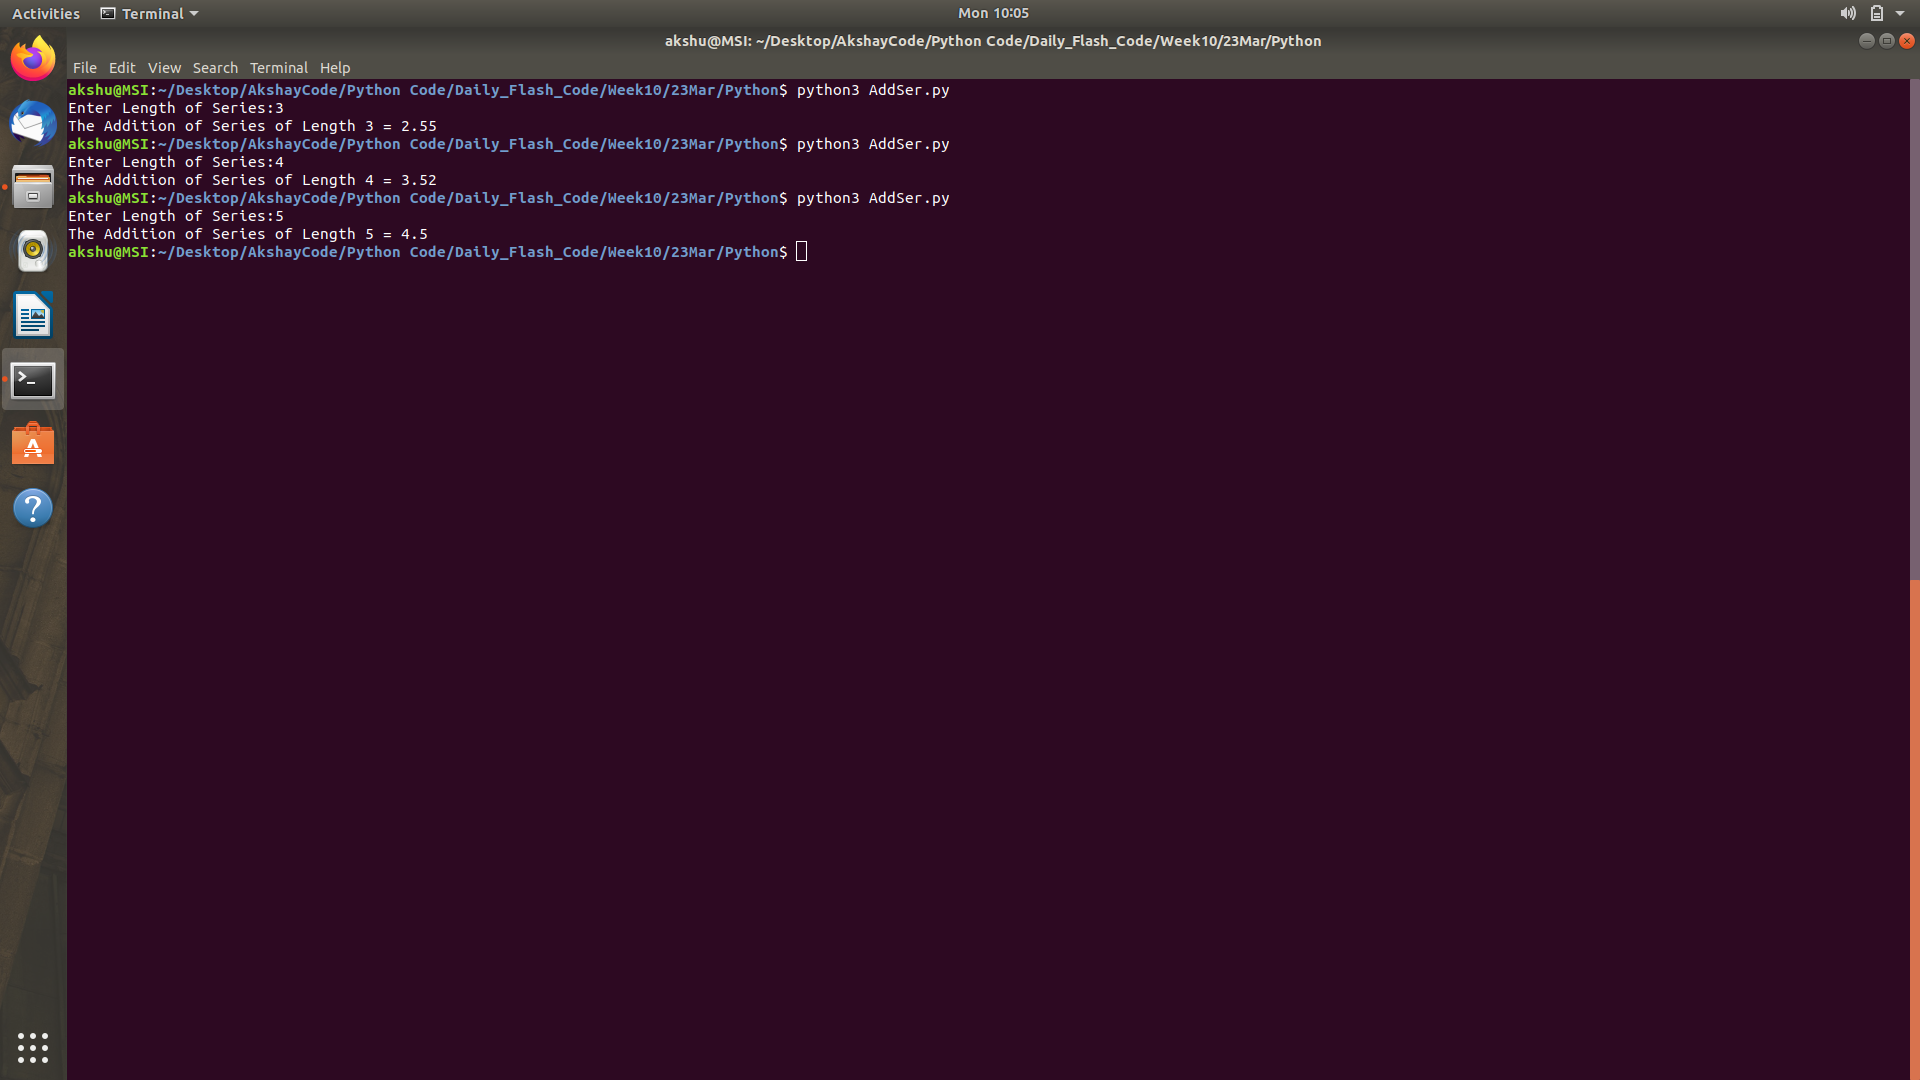 Activities Terminal Mon 10:05
akshu@MSI: ~/Desktop/AkshayCode/Python Code/Daily_Flash_Code/Week10/23Mar/Python
File Edit View Search Terminal Help
akshu@MSI:~/Desktop/AkshayCode/Python Code/Daily_Flash_Code/Week10/23Mar/Python$ python3 AddSer.py
Enter Length of Series:3
The Addition of Series of Length 3 = 2.55
akshu@MSI:~/Desktop/AkshayCode/Python Code/Daily_Flash_Code/Week10/23Mar/Python$ python3 AddSer.py
Enter Length of Series:4
The Addition of Series of Length 4 = 3.52
akshu@MSI:~/Desktop/AkshayCode/Python Code/Daily_Flash_Code/Week10/23Mar/Python$ python3 AddSer.py
Enter Length of Series:5
The Addition of Series of Length 5 = 4.5
akshu@MSI:~/Desktop/AkshayCode/Python Code/Daily_Flash_Code/Week10/23Mar/Python$